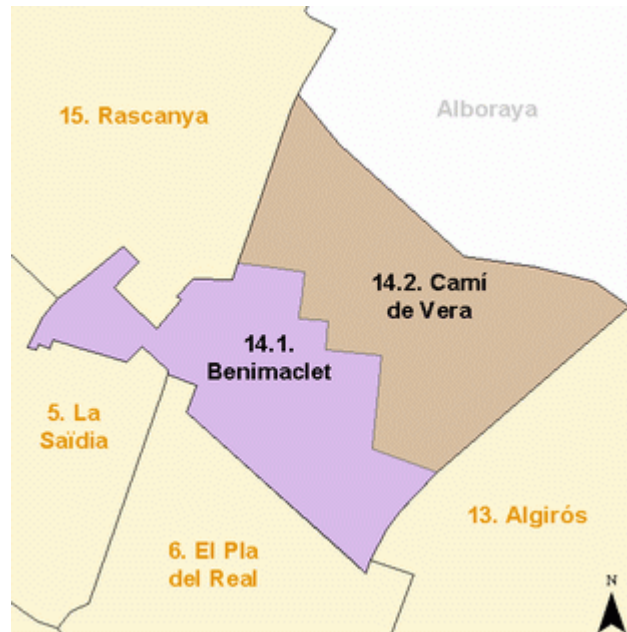 15. Rascanya
Alboraya
14.2. Camí
de Vera
14.1.
Benimaclet
5. La
Saïdia
13. Algirós
6. El Pla
del Real
N